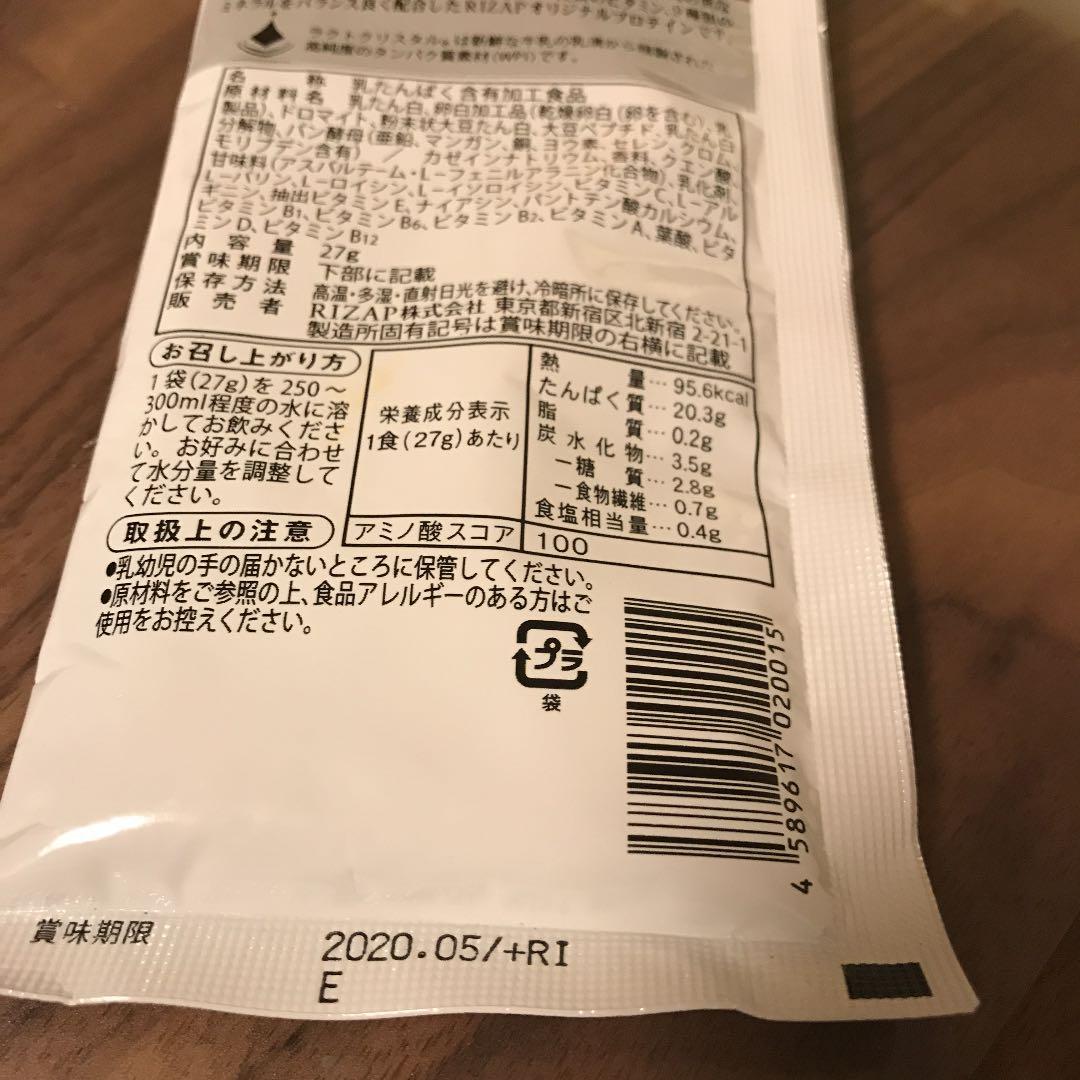 ミネラルをバランス良く配合したRIZAPオリジナルプロテインです。
ラクトクリスタル®は新鮮な牛乳の乳清から精製された
高純度のタンパク質素材(WPI)です。
名称 乳たんぱく含有加工食品
原材料名 乳たん白、卵白加工品(乾燥卵白(卵を含む)、乳
製品)、ドロマイト、粉末状大豆たん白、大豆ペプチド、乳たん白
分解物、パン酵母(亜鉛、マンガン、銅、ヨウ素、セレン、クロム、
モリブデン含有) / カゼインナトリウム、香料、クエン酸、
甘味料(アスパルテーム・L-フェニルアラニン化合物)、乳化剤、
L-バリン、L-ロイシン、L-イソロイシン、ビタミンC、L-アル
ギニン、抽出ビタミンE、ナイアシン、パントテン酸カルシウム、
ビタミンB1、ビタミンB6、ビタミンB2、ビタミンA、葉酸、ビタ
ミンD、ビタミンB12
内容量 27g
賞味期限 下部に記載
保存方法 高温・多湿・直射日光を避け、冷暗所に保存してください。
販売者 RIZAP株式会社 東京都新宿区北新宿 2-21-1
製造所固有記号は賞味期限の右横に記載
お召し上がり方
1袋(27g)を250〜
300ml程度の水に溶
かしてお飲みくださ
い。お好みに合わせ
て水分量を調整して
ください。
栄養成分表示
1食(27g)あたり
熱量…95.6kcal
たんぱく質…20.3g
脂質…0.2g
炭水化物…3.5g
ー糖質…2.8g
ー食物繊維…0.7g
食塩相当量…0.4g
アミノ酸スコア 100
取扱上の注意
●乳幼児の手の届かないところに保管してください。
●原材料をご参照の上、食品アレルギーのある方はご
使用をお控えください。
プラ
袋
4 589617 020015
賞味期限
2020.05/+RI
E